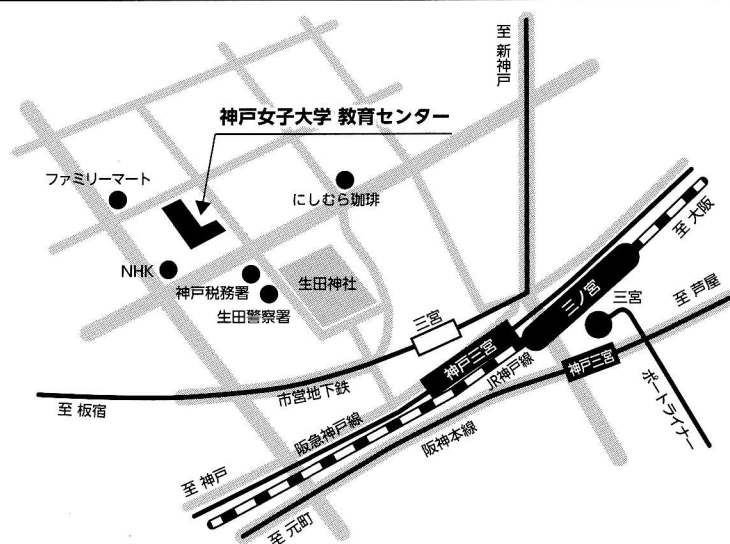 至 新神戸
神戸女子大学 教育センター
ファミリーマート
にしむら珈琲
至 大阪
NHK
神戸税務署
生田警察署
生田神社
三ノ宮
三宮
至 芦屋
三宮
神戸三宮
JR神戸線
神戸三宮
ポートライナー
市営地下鉄
至 板宿
阪急神戸線
阪神本線
至 神戸
至 元町